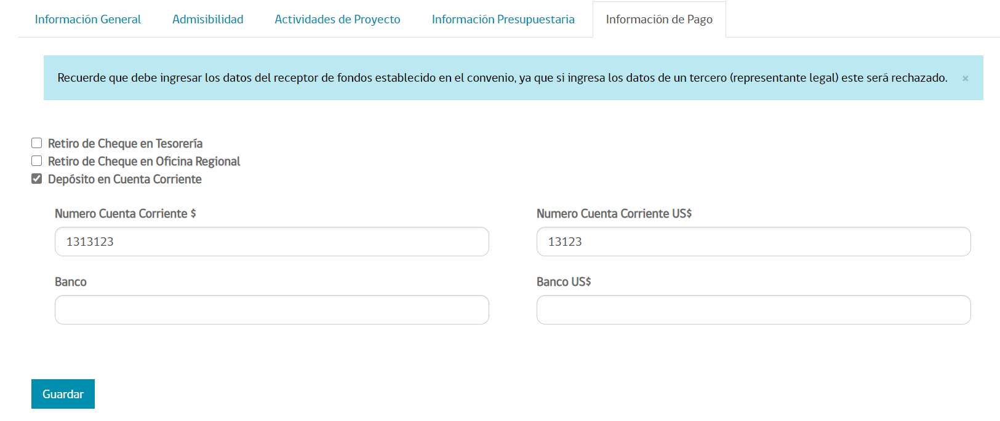 Información General
Admisibilidad
Actividades de Proyecto
Información Presupuestaria
Información de Pago
Recuerde que debe ingresar los datos del receptor de fondos establecido en el convenio, ya que si ingresa los datos de un tercero (representante legal) este será rechazado. ×
Retiro de Cheque en Tesorería
Retiro de Cheque en Oficina Regional
Depósito en Cuenta Corriente
Numero Cuenta Corriente $
Numero Cuenta Corriente US$
1313123
13123
Banco
Banco US$
Guardar